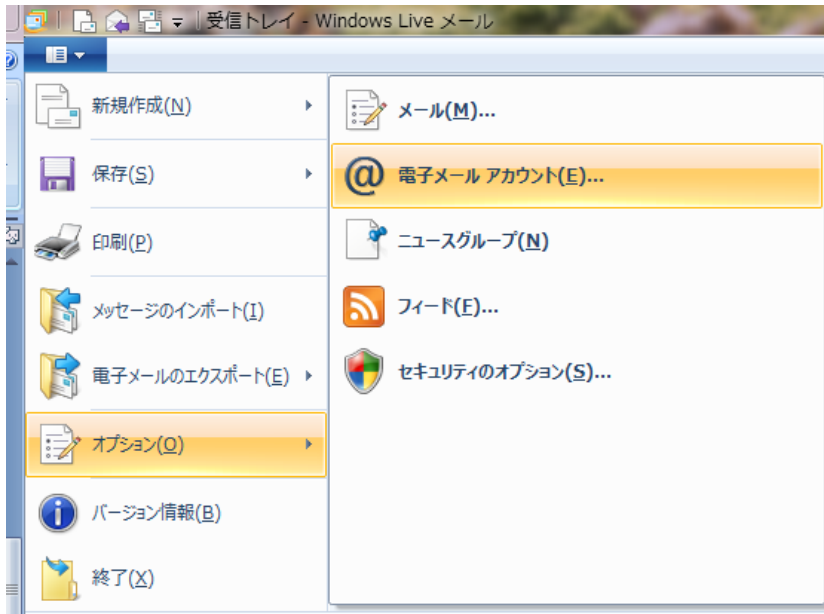 受信トレイ - Windows Live メール
新規作成(N)
保存(S)
印刷(P)
メッセージのインポート(I)
電子メールのエクスポート(E)
オプション(O)
バージョン情報(B)
終了(X)
メール(M)...
電子メール アカウント(E)...
ニュースグループ(N)
フィード(F)...
セキュリティのオプション(S)...